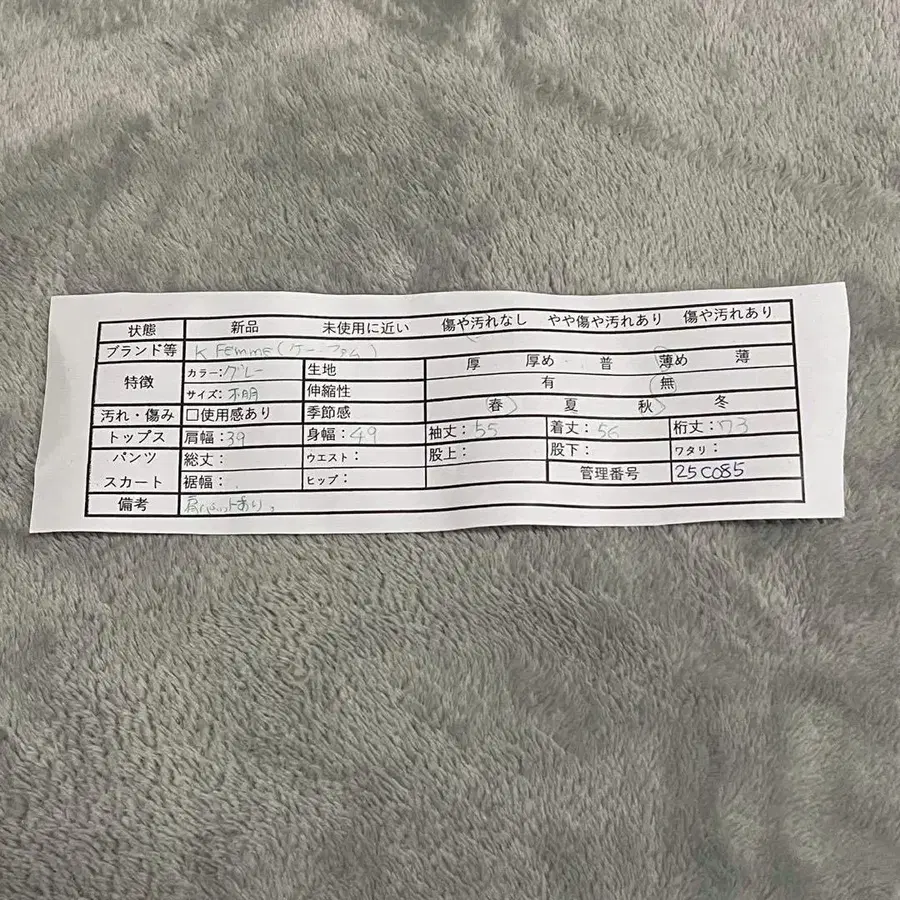 状態 新品 未使用に近い 傷や汚れなし やや傷や汚れあり 傷や汚れあり
ブランド等 K Femme(ケーファム)
特徴 カラー:グレー 生地 厚 厚め 普 薄め 薄
サイズ:不明 伸縮性 有 無
汚れ・傷み □使用感あり 季節感 春 夏 秋 冬
トップス 肩幅:39 身幅:49 袖丈:55 着丈:56 裄丈:73
パンツ 総丈: ウエスト: 股上: 股下: ワタリ:
スカート 裾幅: ヒップ: 管理番号 25C085
備考 肩パットあり。